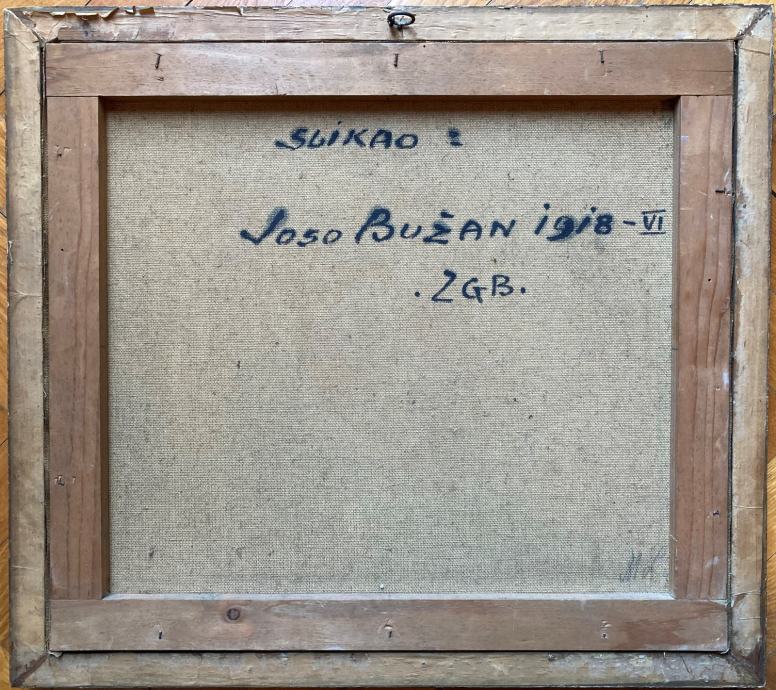 SLIKAO :
Joso BUŽAN 1918-VI
. ZGB.